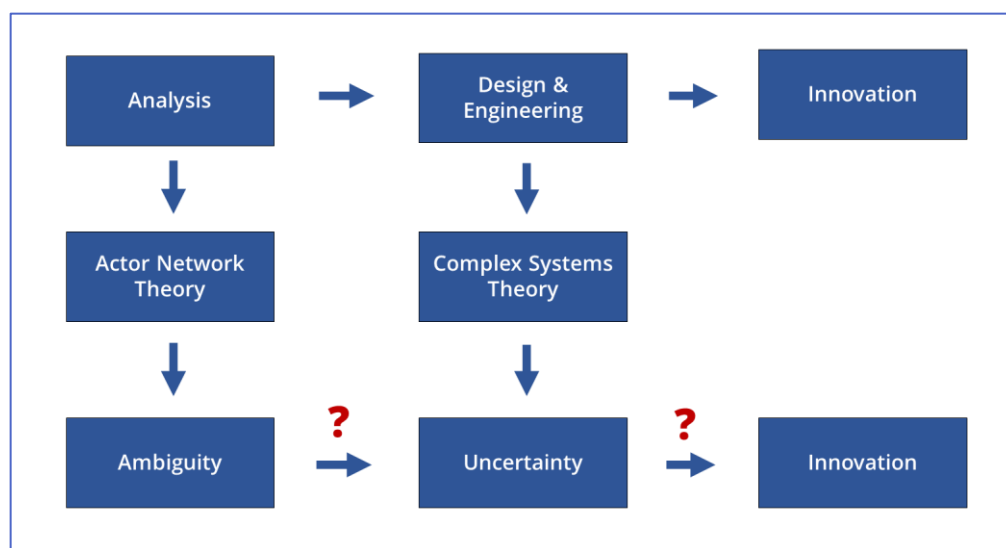 Analysis
Design &
Engineering
Innovation
Actor Network
Theory
Complex Systems
Theory
?
?
Ambiguity
Uncertainty
Innovation